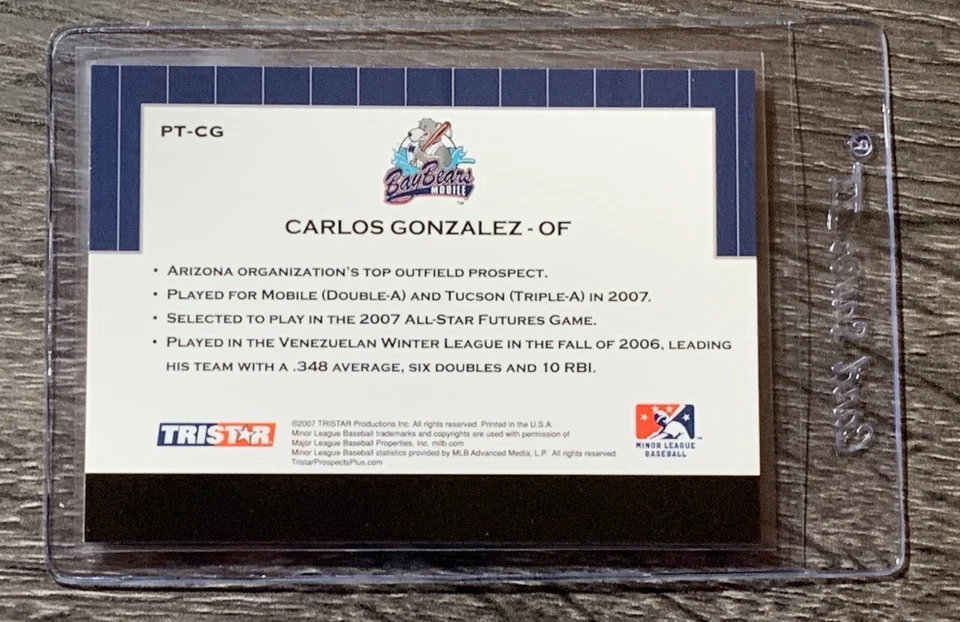 PT-CG
BayBears
MOBILE
CARLOS GONZALEZ - OF
• ARIZONA ORGANIZATION'S TOP OUTFIELD PROSPECT.
• PLAYED FOR MOBILE (DOUBLE-A) AND TUCSON (TRIPLE-A) IN 2007.
• SELECTED TO PLAY IN THE 2007 ALL-STAR FUTURES GAME.
• PLAYED IN THE VENEZUELAN WINTER LEAGUE IN THE FALL OF 2006, LEADING
HIS TEAM WITH A .348 AVERAGE, SIX DOUBLES AND 10 RBI.
TRISTAR
©2007 TRISTAR Productions Inc. All rights reserved. Printed in the U.S.A.
Minor League Baseball trademarks and copyrights are used with permission of
Major League Baseball Properties, Inc. milb.com
Minor League Baseball statistics provided by MLB Advanced Media, L.P. All rights reserved.
TristarProspectsPlus.com
MINOR LEAGUE
BASEBALL